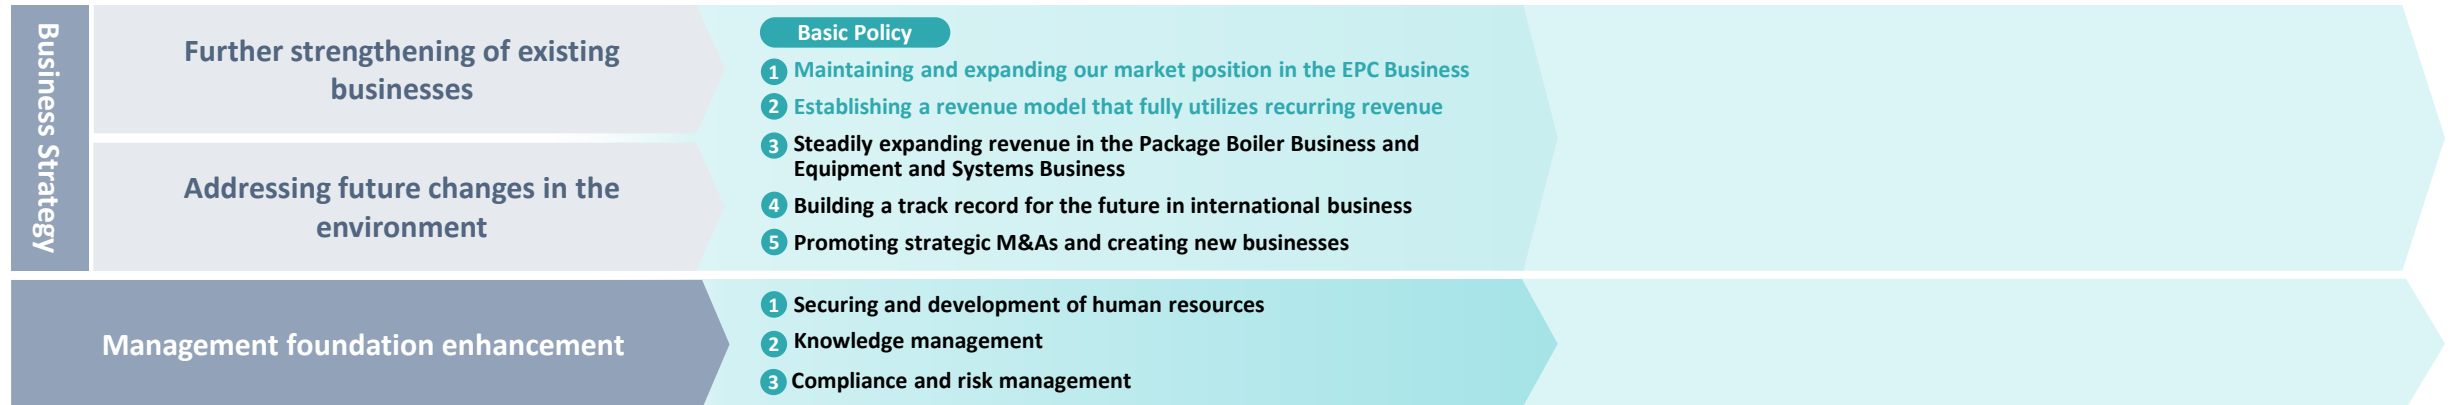 Business Strategy
Further strengthening of existing
businesses
Addressing future changes in the
environment
Basic Policy
1 Maintaining and expanding our market position in the EPC Business
2 Establishing a revenue model that fully utilizes recurring revenue
3 Steadily expanding revenue in the Package Boiler Business and
Equipment and Systems Business
4 Building a track record for the future in international business
5 Promoting strategic M&As and creating new businesses
Management foundation enhancement
1 Securing and development of human resources
2 Knowledge management
3 Compliance and risk management